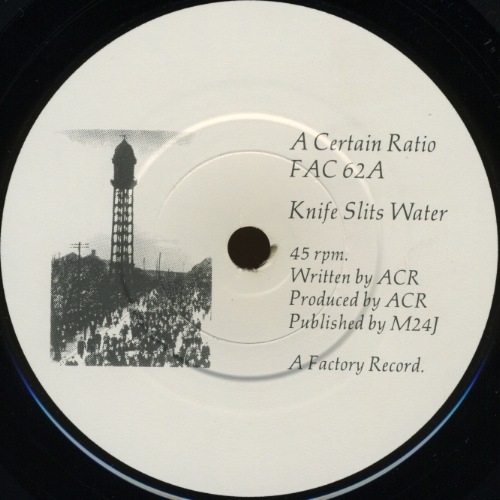 A Certain Ratio
FAC 62A
Knife Slits Water
45 rpm.
Written by ACR
Produced by ACR
Published by M24J
A Factory Record.